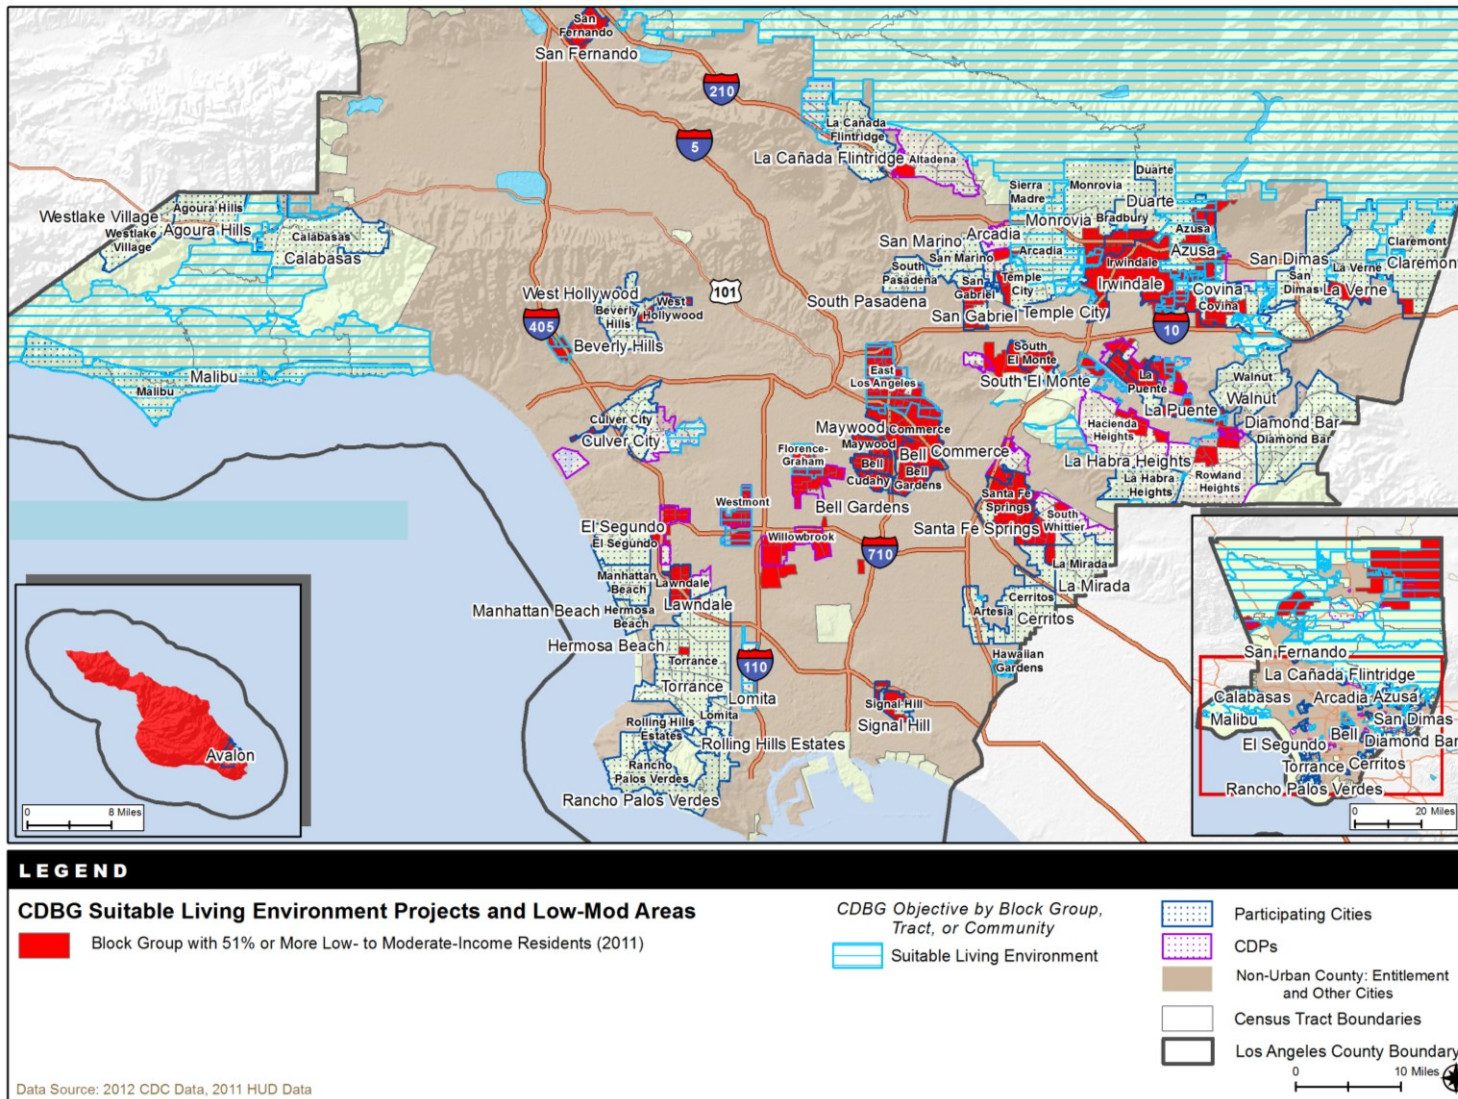 San
Fernando
San Fernando
210
5
La Cañada
Flintridge
La Cañada Flintridge
Altadena
Duarte
Sierra
Madre
Monrovia
Duarte
Monrovia
Bradbury
Azusa
Azusa
Arcadia
Arcadia
Westlake Village
Agoura Hills
Westlake
Village
Agoura Hills
Calabasas
Calabasas
San Marino
San Marino
South
Pasadena
South Pasadena
San
Gabriel
San Gabriel
Temple
City
Temple City
Irwindale
Irwindale
Covina
Covina
San Dimas
San
Dimas
La Verne
La Verne
Claremont
Claremont
101
West Hollywood
Beverly
Hills
West
Hollywood
405
Beverly Hills
10
Malibu
Malibu
East
Los Angeles
South
El Monte
South El Monte
La
Puente
La Puente
Walnut
Walnut
Diamond Bar
Diamond Bar
Culver City
Culver City
Maywood
Commerce
Maywood
Bell
Commerce
Bell
Bell
Gardens
Cudahy
Bell Gardens
Florence-
Graham
Hacienda
Heights
La Habra Heights
La Habra
Heights
Rowland
Heights
Westmont
Willowbrook
Santa Fe
Springs
Santa Fe Springs
South
Whittier
El Segundo
El Segundo
710
La Mirada
La Mirada
Manhattan
Beach
Manhattan Beach
Lawndale
Lawndale
Hermosa
Beach
Hermosa Beach
Cerritos
Artesia
Cerritos
Hawaiian
Gardens
Torrance
Torrance
110
Lomita
Lomita
Signal Hill
Signal Hill
Rolling Hills
Estates
Rolling Hills Estates
Rancho
Palos Verdes
Rancho Palos Verdes
Avalon
0 8 Miles
San Fernando
La Cañada Flintridge
Calabasas
Arcadia
Azusa
Malibu
San Dimas
Bell
Diamond Bar
El Segundo
Torrance
Cerritos
Rancho Palos Verdes
0 20 Miles
LEGEND
CDBG Suitable Living Environment Projects and Low-Mod Areas
Block Group with 51% or More Low- to Moderate-Income Residents (2011)
CDBG Objective by Block Group,
Tract, or Community
Suitable Living Environment
Participating Cities
CDPs
Non-Urban County: Entitlement
and Other Cities
Census Tract Boundaries
Los Angeles County Boundary
0 10 Miles
Data Source: 2012 CDC Data, 2011 HUD Data